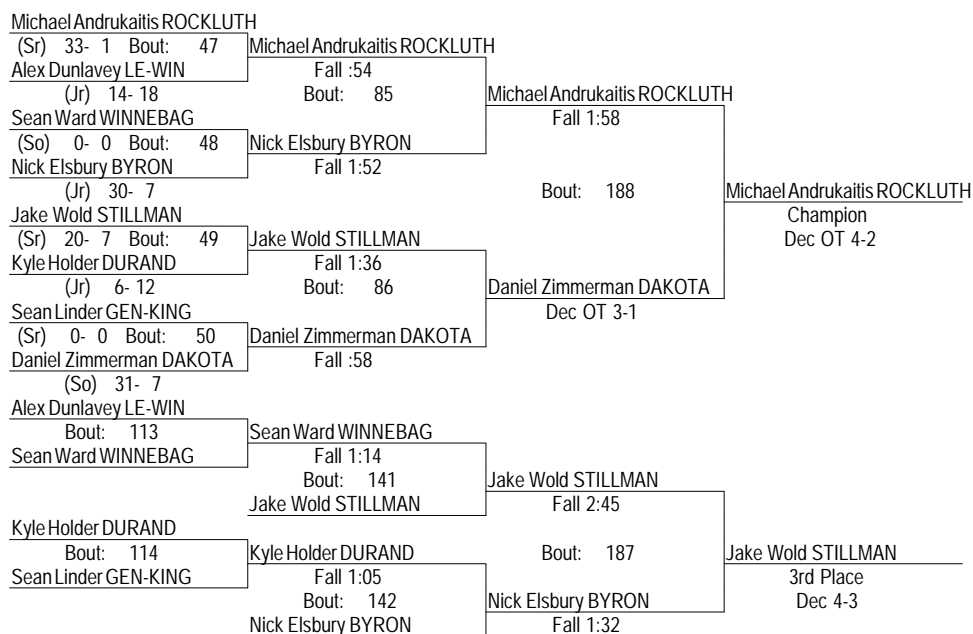 Michael Andrukaitis ROCKLUTH
(Sr) 33- 1 Bout: 47 Michael Andrukaitis ROCKLUTH
Alex Dunlavey LE-WIN Fall :54
(Jr) 14- 18 Bout: 85 Michael Andrukaitis ROCKLUTH
Sean Ward WINNEBAG Fall 1:58
(So) 0- 0 Bout: 48 Nick Elsbury BYRON
Nick Elsbury BYRON Fall 1:52
(Jr) 30- 7 Bout: 188 Michael Andrukaitis ROCKLUTH
Jake Wold STILLMAN Champion
(Sr) 20- 7 Bout: 49 Jake Wold STILLMAN Dec OT 4-2
Kyle Holder DURAND Fall 1:36
(Jr) 6- 12 Bout: 86 Daniel Zimmerman DAKOTA
Sean Linder GEN-KING Dec OT 3-1
(Sr) 0- 0 Bout: 50 Daniel Zimmerman DAKOTA
Daniel Zimmerman DAKOTA Fall :58
(So) 31- 7
Alex Dunlavey LE-WIN
Bout: 113 Sean Ward WINNEBAG
Sean Ward WINNEBAG Fall 1:14
Bout: 141 Jake Wold STILLMAN
Jake Wold STILLMAN Fall 2:45
Kyle Holder DURAND
Bout: 114 Kyle Holder DURAND Bout: 187 Jake Wold STILLMAN
Sean Linder GEN-KING Fall 1:05 3rd Place
Bout: 142 Nick Elsbury BYRON Dec 4-3
Nick Elsbury BYRON Fall 1:32